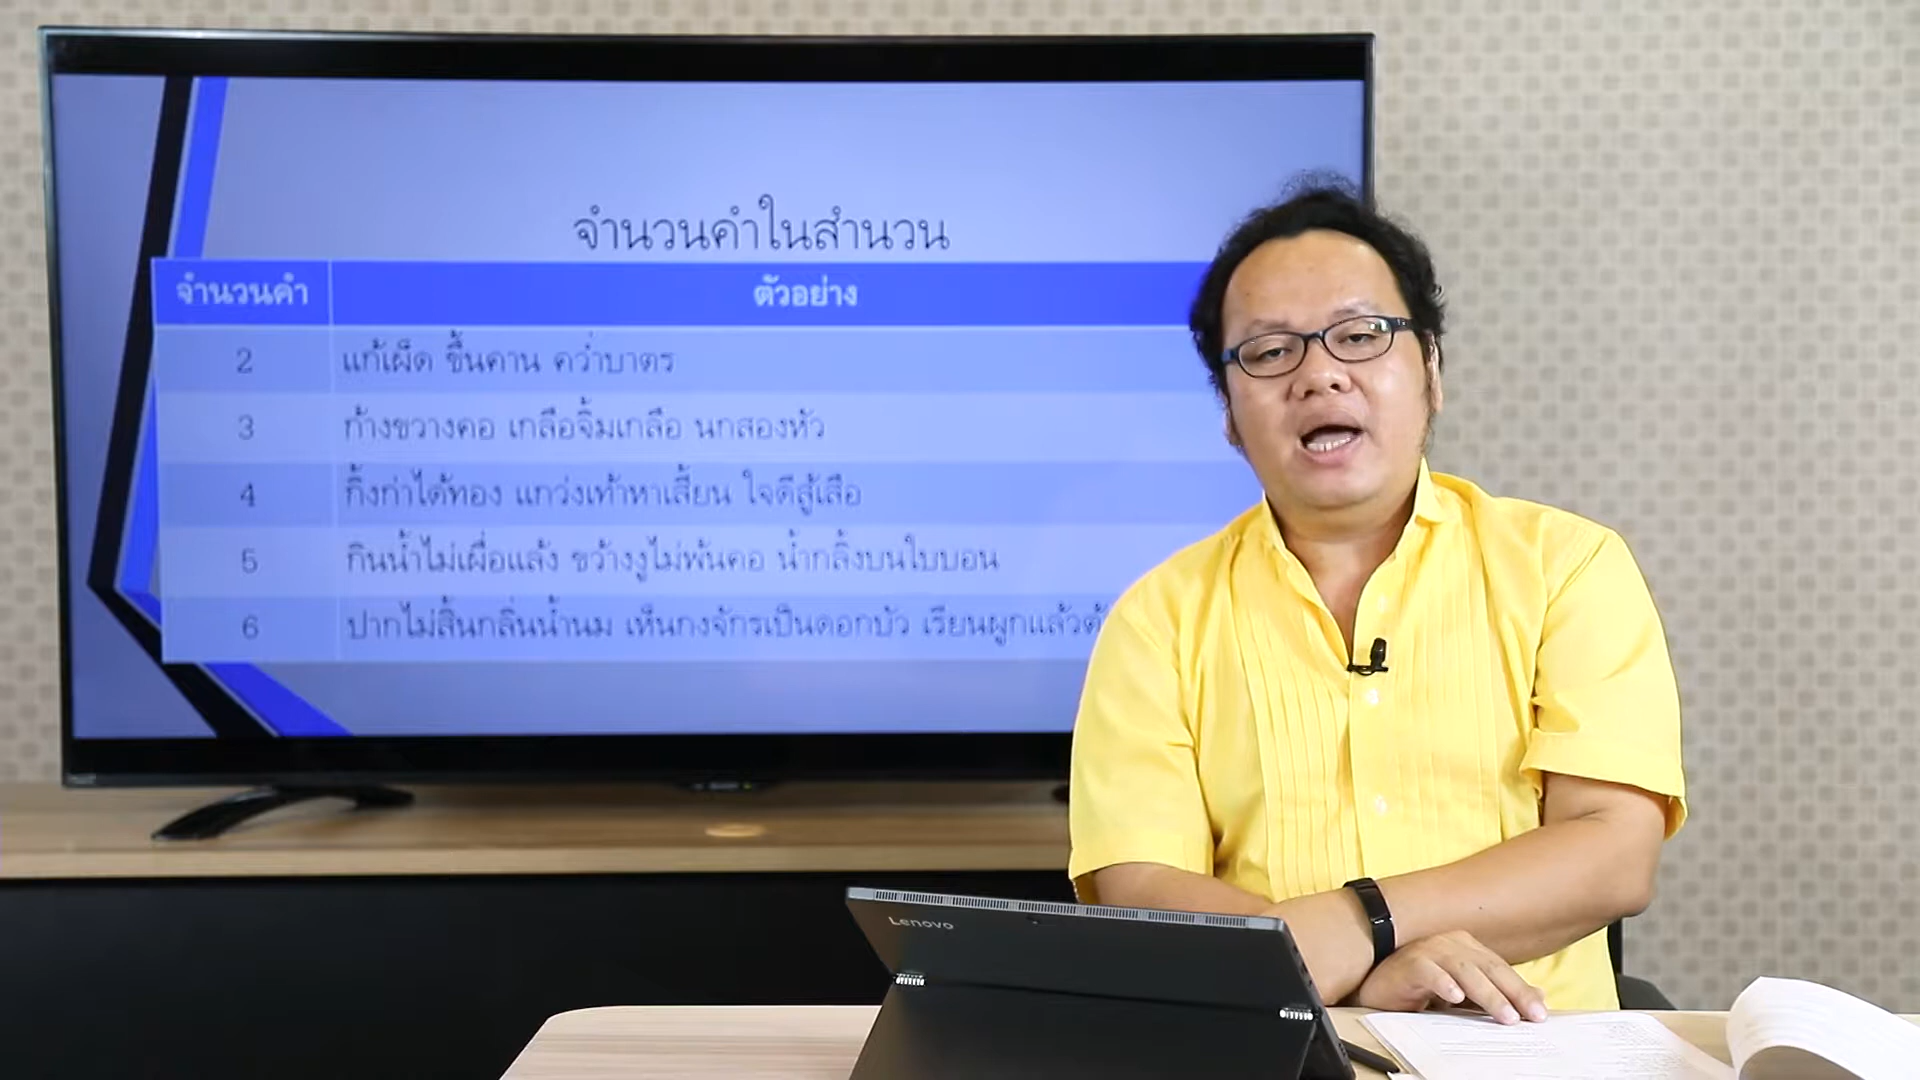 จำนวนคำในสำนวน
จำนวนคำ ตัวอย่าง
2 แก้เผ็ด ขึ้นคาน คว่ำบาตร
3 ก้างขวางคอ เกลือจิ้มเกลือ นกสองหัว
4 กิ้งก่าได้ทอง แกว่งเท้าหาเสี้ยน ใจดีสู้เสือ
5 กินน้ำไม่เผื่อแล้ง ขว้างงูไม่พ้นคอ น้ำกลิ้งบนใบบอน
6 ปากไม่สิ้นกลิ่นน้ำนม เห็นกงจักรเป็นดอกบัว เรียนผูกแล้ว
Lenovo